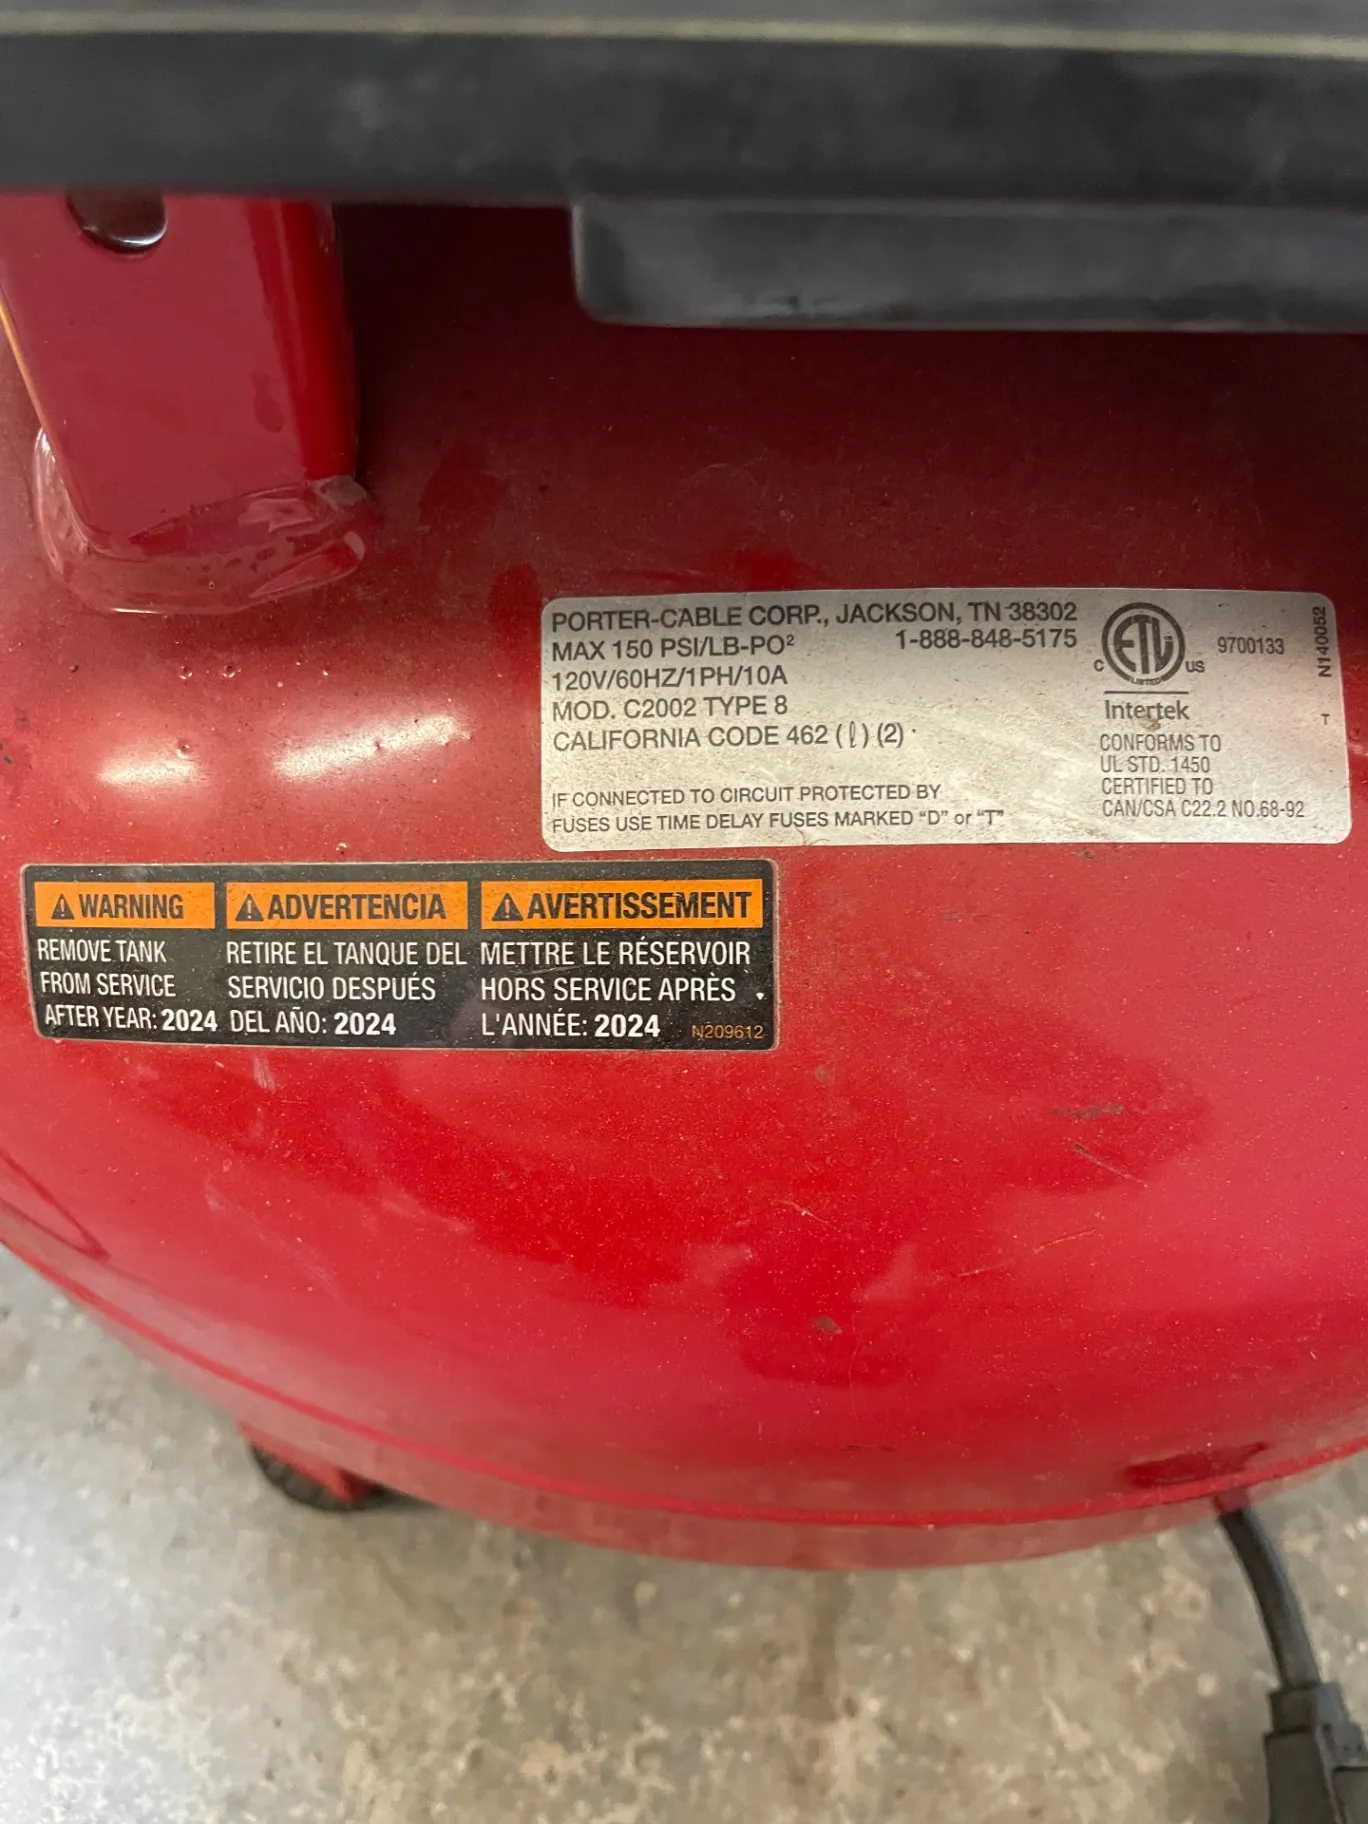 PORTER-CABLE CORP., JACKSON, TN 38302
MAX 150 PSI/LB-PO² 1-888-848-5175
120V/60HZ/1PH/10A
MOD. C2002 TYPE 8
CALIFORNIA CODE 462 (ℓ) (2)
IF CONNECTED TO CIRCUIT PROTECTED BY
FUSES USE TIME DELAY FUSES MARKED “D” or “T”
ETL
LISTED
C US
Intertek
9700133
CONFORMS TO
UL STD. 1450
CERTIFIED TO
CAN/CSA C22.2 NO.68-92
N140052
T
WARNING
REMOVE TANK
FROM SERVICE
AFTER YEAR: 2024
ADVERTENCIA
RETIRE EL TANQUE DEL
SERVICIO DESPUÉS
DEL AÑO: 2024
AVERTISSEMENT
METTRE LE RÉSERVOIR
HORS SERVICE APRÈS
L'ANNÉE: 2024
N209612